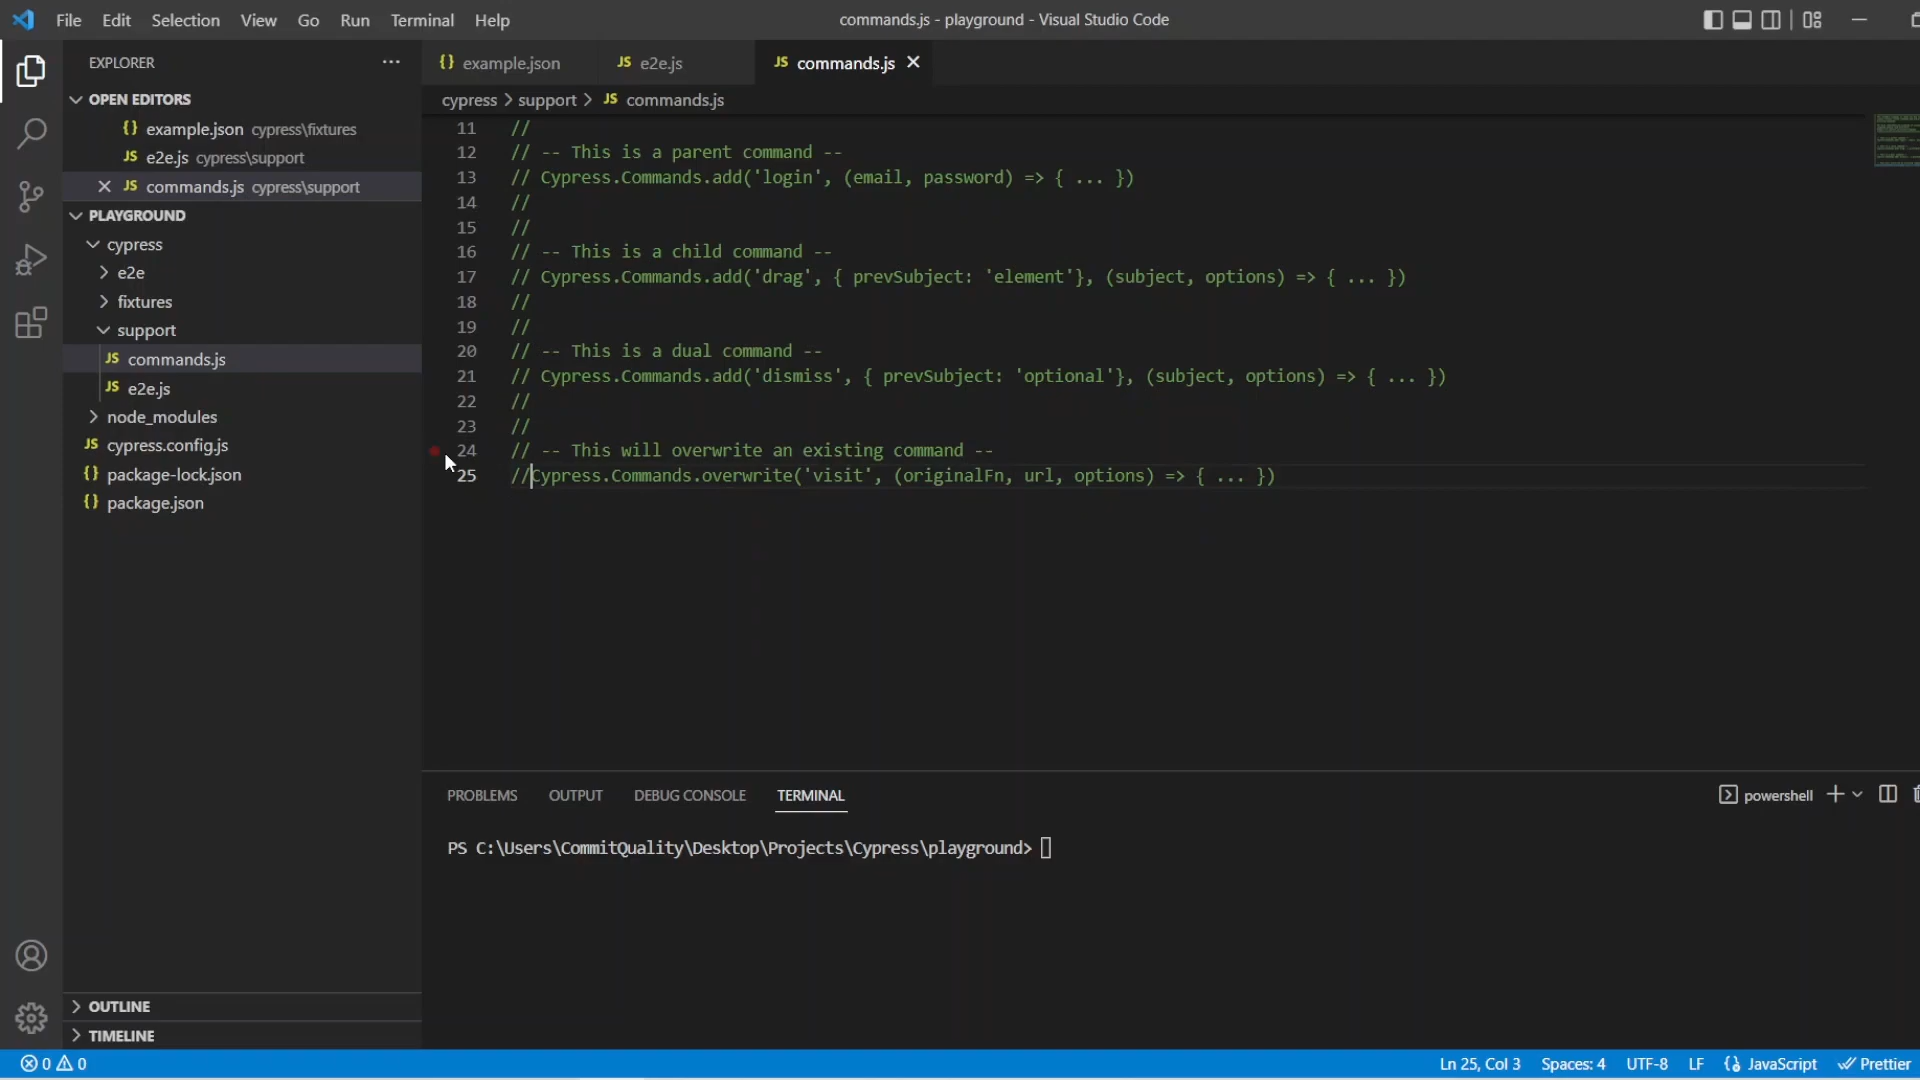 File Edit Selection View Go Run Terminal Help
commands.js - playground - Visual Studio Code
EXPLORER
OPEN EDITORS
{} example.json cypress\fixtures
JS e2e.js cypress\support
JS commands.js cypress\support
PLAYGROUND
cypress
e2e
fixtures
support
JS commands.js
JS e2e.js
node_modules
JS cypress.config.js
{} package-lock.json
{} package.json
OUTLINE
TIMELINE
{} example.json JS e2e.js JS commands.js
cypress > support > JS commands.js
11 //
12 // -- This is a parent command --
13 // Cypress.Commands.add('login', (email, password) => { ... })
14 //
15 //
16 // -- This is a child command --
17 // Cypress.Commands.add('drag', { prevSubject: 'element'}, (subject, options) => { ... })
18 //
19 //
20 // -- This is a dual command --
21 // Cypress.Commands.add('dismiss', { prevSubject: 'optional'}, (subject, options) => { ... })
22 //
23 //
24 // -- This will overwrite an existing command --
25 //Cypress.Commands.overwrite('visit', (originalFn, url, options) => { ... })
PROBLEMS OUTPUT DEBUG CONSOLE TERMINAL
powershell
PS C:\Users\CommitQuality\Desktop\Projects\Cypress\playground>
0 0
Ln 25, Col 3 Spaces: 4 UTF-8 LF {} JavaScript Prettier